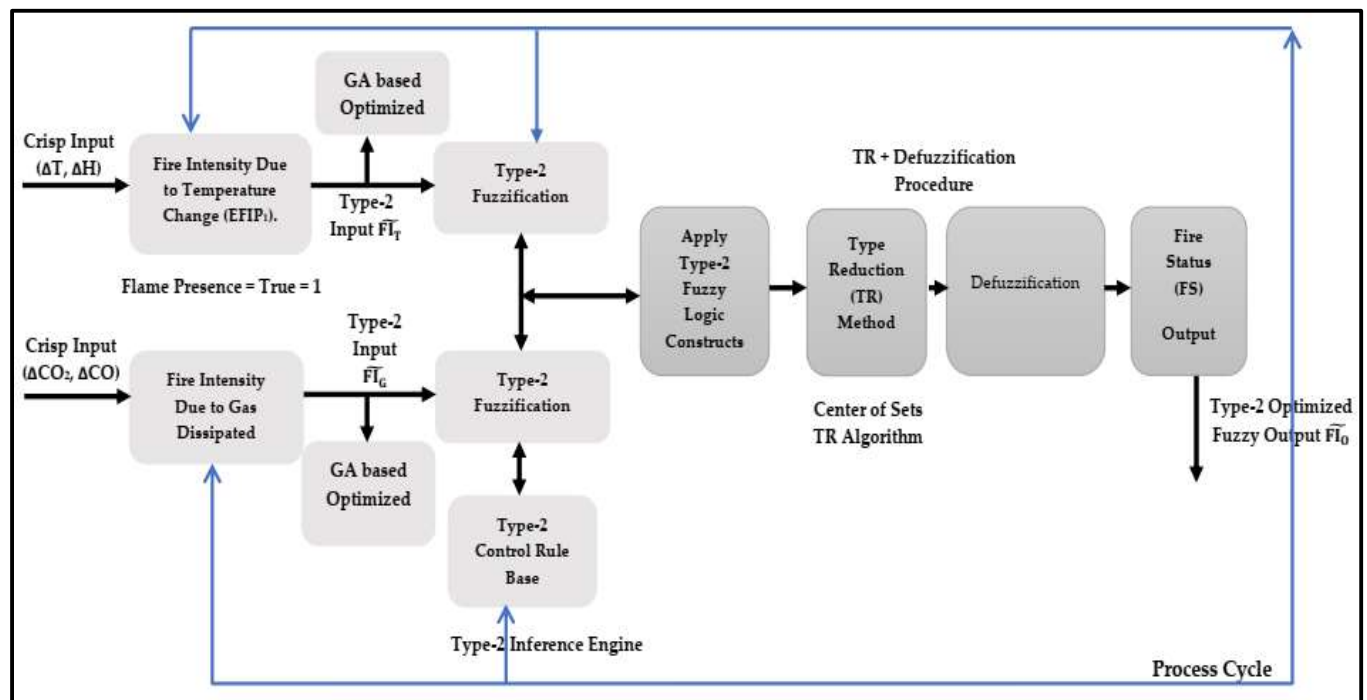 GA based
Optimized
Crisp Input
(ΔT, ΔH)
Fire Intensity Due
to Temperature
Change (EFIP₁).
Type-2
Input F̃I_T
Type-2
Fuzzification
TR + Defuzzification
Procedure
Flame Presence = True = 1
Apply
Type-2
Fuzzy
Logic
Constructs
Type
Reduction
(TR)
Method
Defuzzification
Fire
Status
(FS)
Output
Crisp Input
(ΔCO₂, ΔCO)
Fire Intensity
Due to Gas
Dissipated
Type-2
Input
F̃I_G
Type-2
Fuzzification
Center of Sets
TR Algorithm
Type-2 Optimized
Fuzzy Output F̃I_O
GA based
Optimized
Type-2
Control Rule
Base
Type-2 Inference Engine
Process Cycle